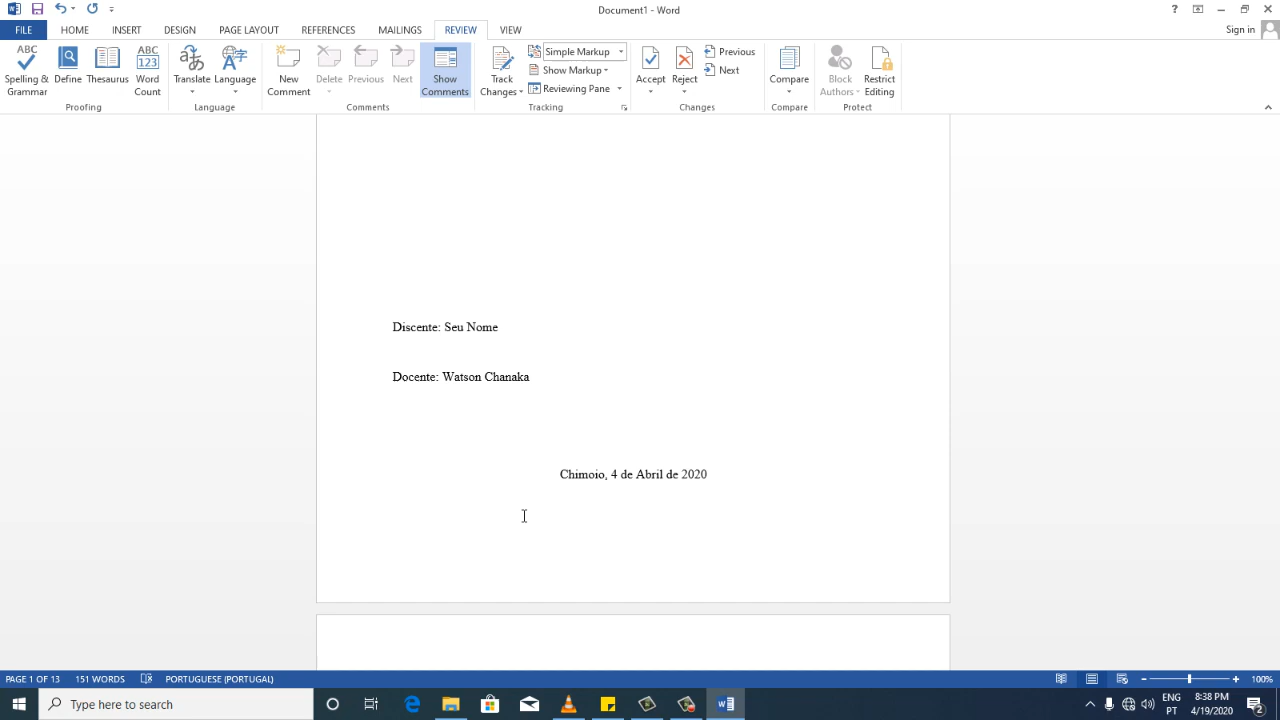 Document1 - Word
Sign in
FILE HOME INSERT DESIGN PAGE LAYOUT REFERENCES MAILINGS REVIEW VIEW
ABC
Spelling & Grammar
Define
Thesaurus
ABC
123
Word Count
Proofing
Translate
Language
Language
New Comment
Delete
Previous
Next
Show Comments
Comments
Track Changes
Simple Markup
Show Markup
Reviewing Pane
Tracking
Accept
Reject
Previous
Next
Changes
Compare
Compare
Block Authors
Restrict Editing
Protect
Discente: Seu Nome
Docente: Watson Chanaka
Chimoio, 4 de Abril de 2020
PAGE 1 OF 13 151 WORDS PORTUGUESE (PORTUGAL) 100%
Type here to search
ENG
PT
8:38 PM
4/19/2020
2